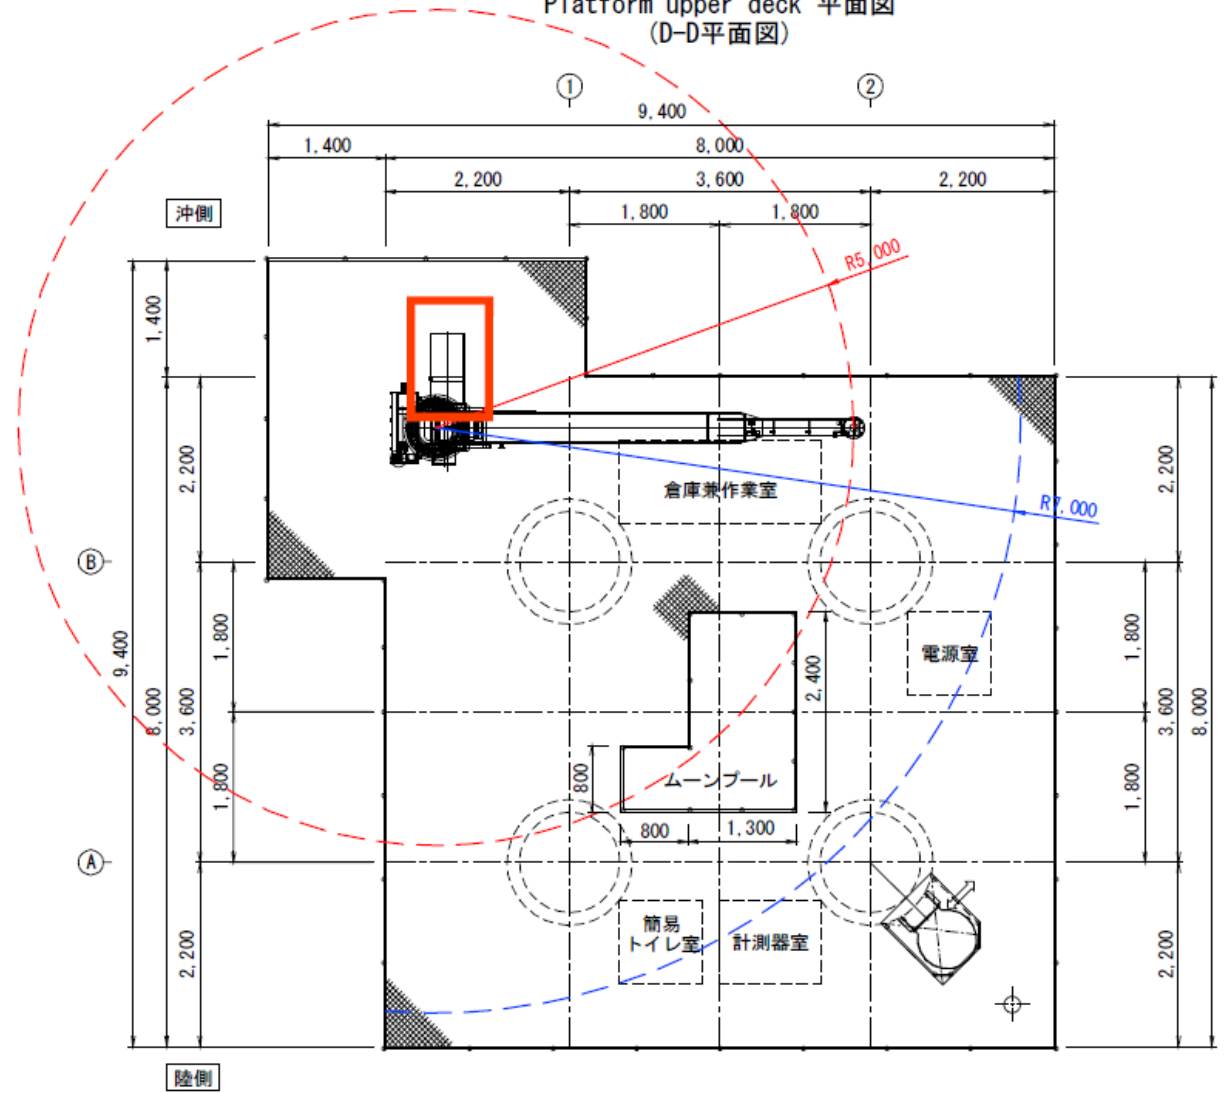 Platform upper deck 平面図
(D-D平面図)
① ②
9,400
1,400 8,000
2,200 3,600 2,200
1,800 1,800
沖側
R5,000
1,400
2,200 2,200
倉庫兼作業室
R7,000
Ⓑ
1,800 1,800
電源室
9,400 8,000 3,600 2,400 3,600 8,000
1,800 800 ムーンプール 1,800
800 1,300
Ⓐ
簡易
トイレ室 計測器室
2,200 2,200
陸側